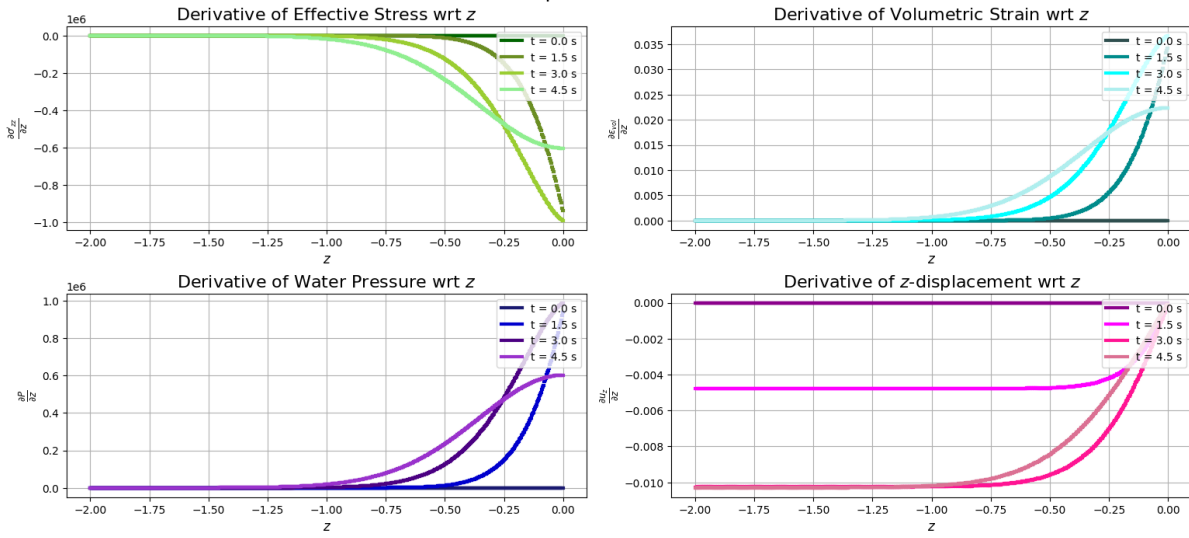 Derivative of Effective Stress wrt z
1e6
0.0
−0.2
−0.4
−0.6
−0.8
−1.0
∂σ'zz
∂z
−2.00 −1.75 −1.50 −1.25 −1.00 −0.75 −0.50 −0.25 0.00
z
t = 0.0 s
t = 1.5 s
t = 3.0 s
t = 4.5 s
Derivative of Volumetric Strain wrt z
0.035
0.030
0.025
0.020
0.015
0.010
0.005
0.000
∂εvol
∂z
−2.00 −1.75 −1.50 −1.25 −1.00 −0.75 −0.50 −0.25 0.00
z
t = 0.0 s
t = 1.5 s
t = 3.0 s
t = 4.5 s
Derivative of Water Pressure wrt z
1e6
1.0
0.8
0.6
0.4
0.2
0.0
∂P
∂z
−2.00 −1.75 −1.50 −1.25 −1.00 −0.75 −0.50 −0.25 0.00
z
t = 0.0 s
t = 1.5 s
t = 3.0 s
t = 4.5 s
Derivative of z-displacement wrt z
0.000
−0.002
−0.004
−0.006
−0.008
−0.010
∂uz
∂z
−2.00 −1.75 −1.50 −1.25 −1.00 −0.75 −0.50 −0.25 0.00
z
t = 0.0 s
t = 1.5 s
t = 3.0 s
t = 4.5 s